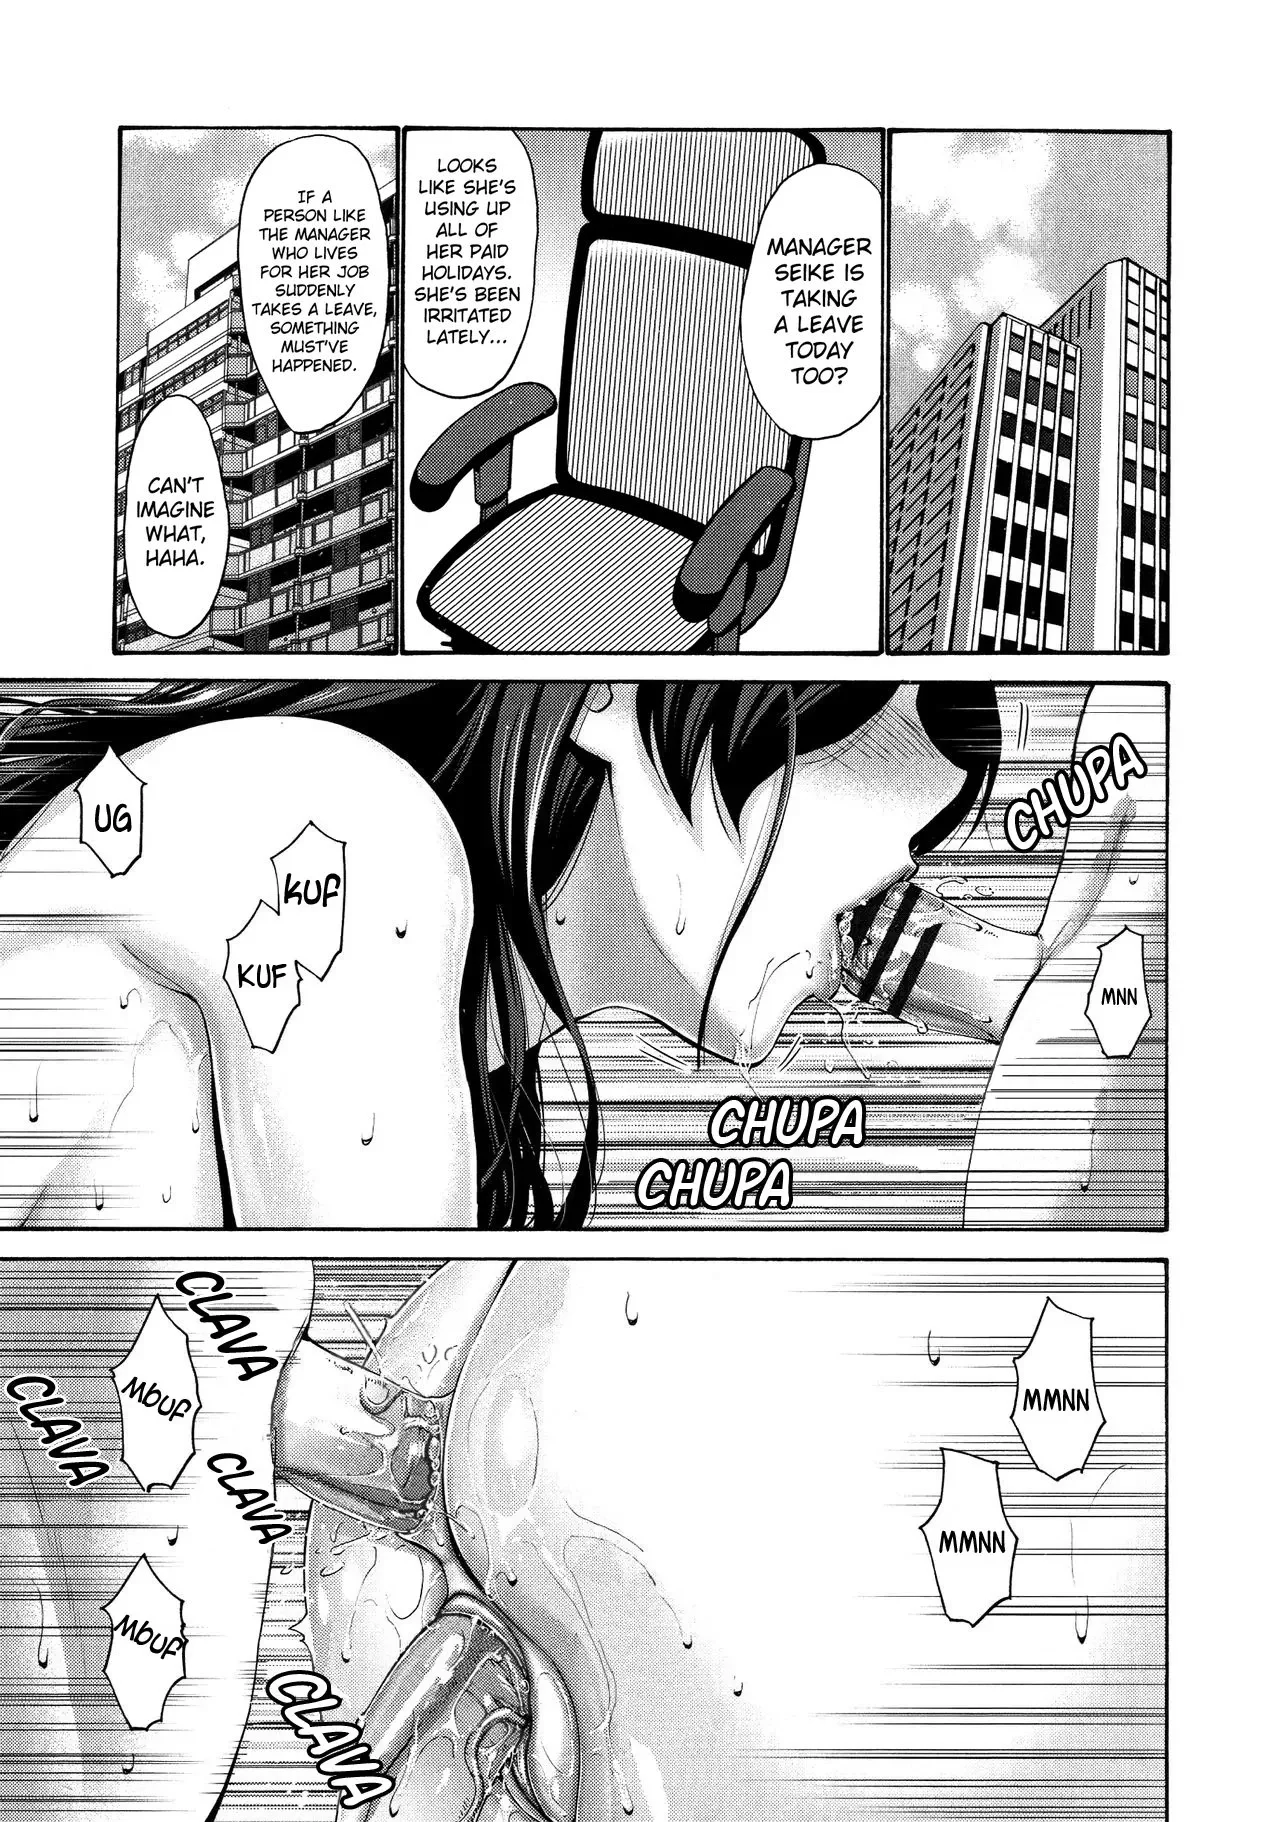 MANAGER
SEIKE IS
TAKING
A LEAVE
TODAY
TOO?
LOOKS
LIKE SHE'S
USING UP
ALL OF
HER PAID
HOLIDAYS.
SHE'S BEEN
IRRITATED
LATELY...
IF A
PERSON LIKE
THE MANAGER
WHO LIVES
FOR HER JOB
SUDDENLY
TAKES A LEAVE,
SOMETHING
MUST'VE
HAPPENED.
CAN'T
IMAGINE
WHAT,
HAHA.
CHUPA
MNN
UG
KUF
KUF
CHUPA
CHUPA
MMNN
MMNN
CLAVA
MBUF
CLAVA
CLAVA
MBUF
CLAVA